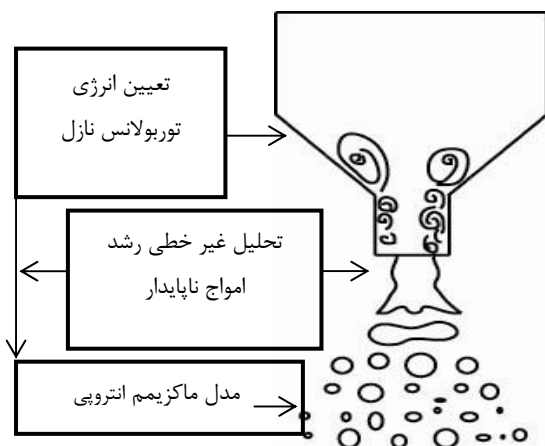 تعیین انرژی
توربولانس نازل
تحلیل غیر خطی رشد
امواج ناپایدار
مدل ماکزیمم انتروپی